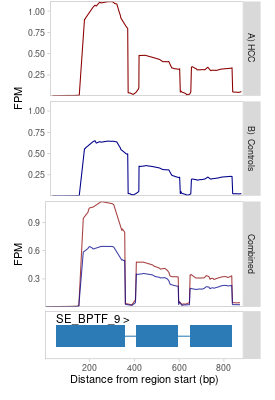 1.00
0.75
0.50
0.25
A) HCC
FPM
1.00
0.75
0.50
0.25
B) Controls
0.9
0.6
0.3
FPM
Combined
SE_BPTF_9 >
200
400
600
800
Distance from region start (bp)